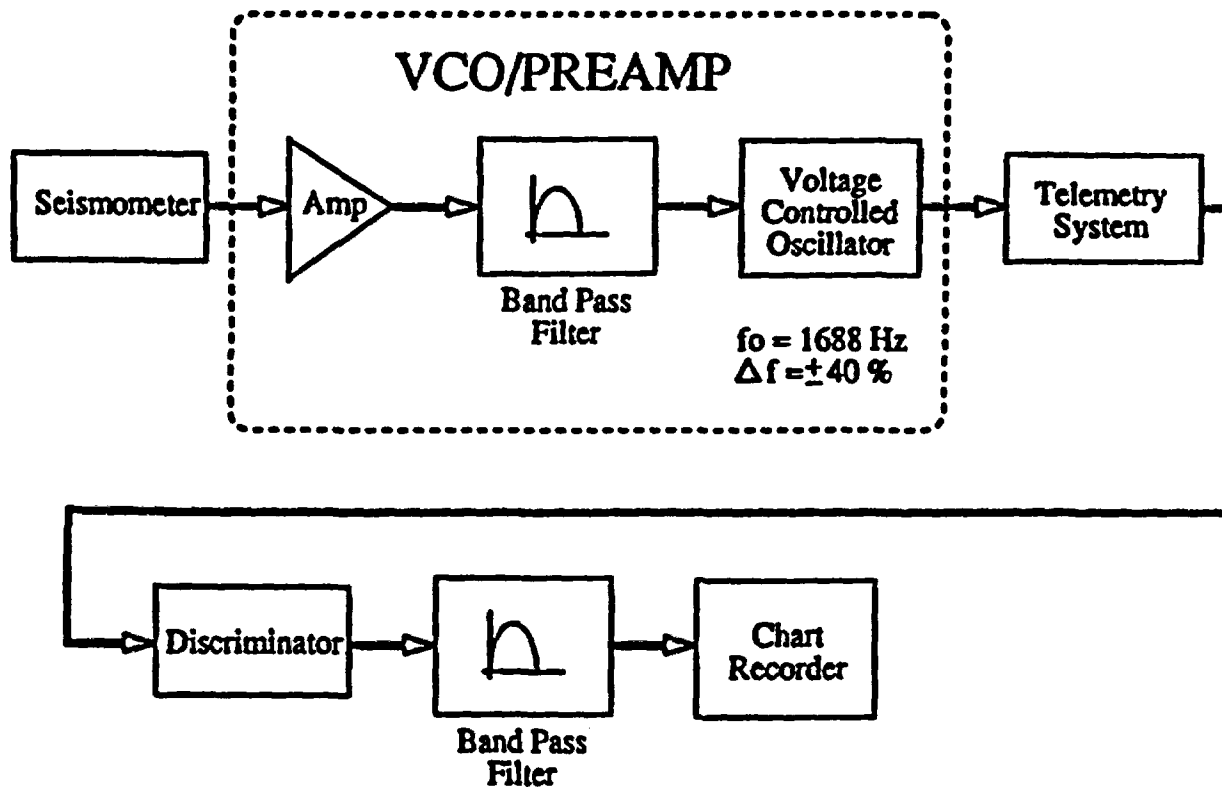 VCO/PREAMP
Seismometer
Amp
Band Pass
Filter
Voltage
Controlled
Oscillator
fo = 1688 Hz
Δf = ± 40 %
Telemetry
System
Discriminator
Band Pass
Filter
Chart
Recorder